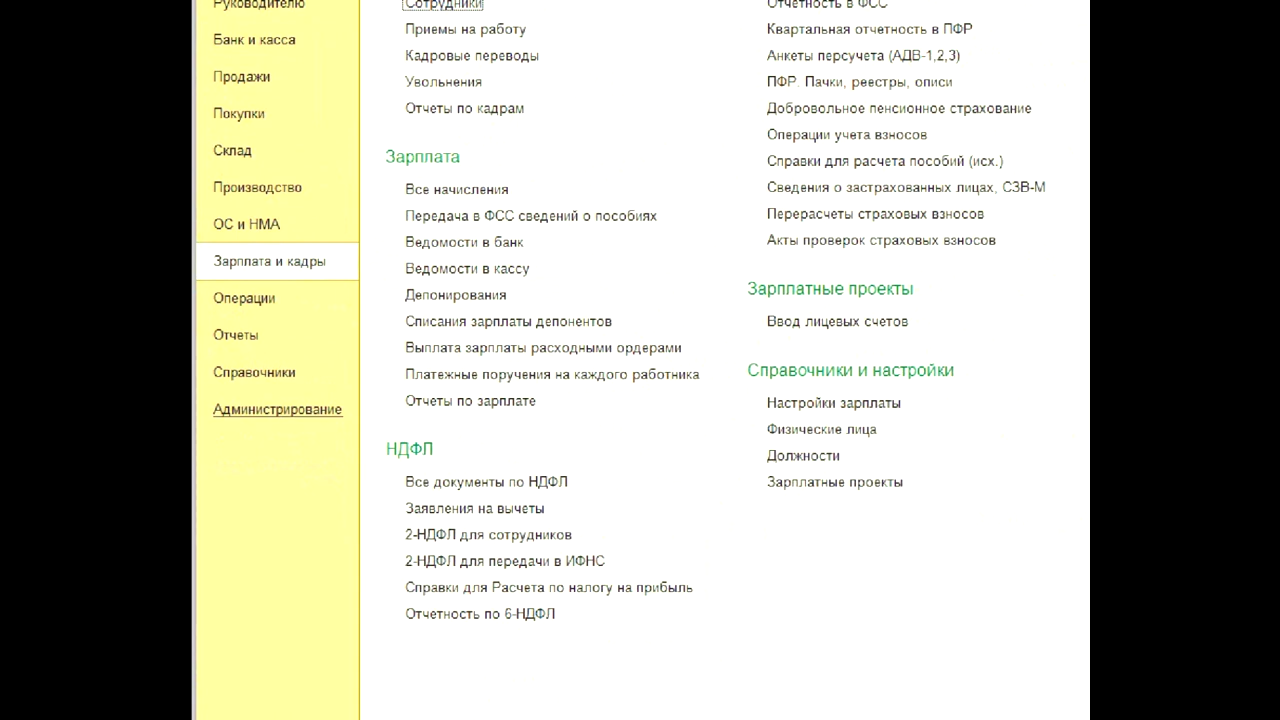 Руководителю
Банк и касса
Продажи
Покупки
Склад
Производство
ОС и НМА
Зарплата и кадры
Операции
Отчеты
Справочники
Администрирование
Сотрудники
Приемы на работу
Кадровые переводы
Увольнения
Отчеты по кадрам
Зарплата
Все начисления
Передача в ФСС сведений о пособиях
Ведомости в банк
Ведомости в кассу
Депонирования
Списания зарплаты депонентов
Выплата зарплаты расходными ордерами
Платежные поручения на каждого работника
Отчеты по зарплате
НДФЛ
Все документы по НДФЛ
Заявления на вычеты
2-НДФЛ для сотрудников
2-НДФЛ для передачи в ИФНС
Справки для Расчета по налогу на прибыль
Отчетность по 6-НДФЛ
Отчетность в ФСС
Квартальная отчетность в ПФР
Анкеты персучета (АДВ-1,2,3)
ПФР. Пачки, реестры, описи
Добровольное пенсионное страхование
Операции учета взносов
Справки для расчета пособий (исх.)
Сведения о застрахованных лицах, СЗВ-М
Перерасчеты страховых взносов
Акты проверок страховых взносов
Зарплатные проекты
Ввод лицевых счетов
Справочники и настройки
Настройки зарплаты
Физические лица
Должности
Зарплатные проекты